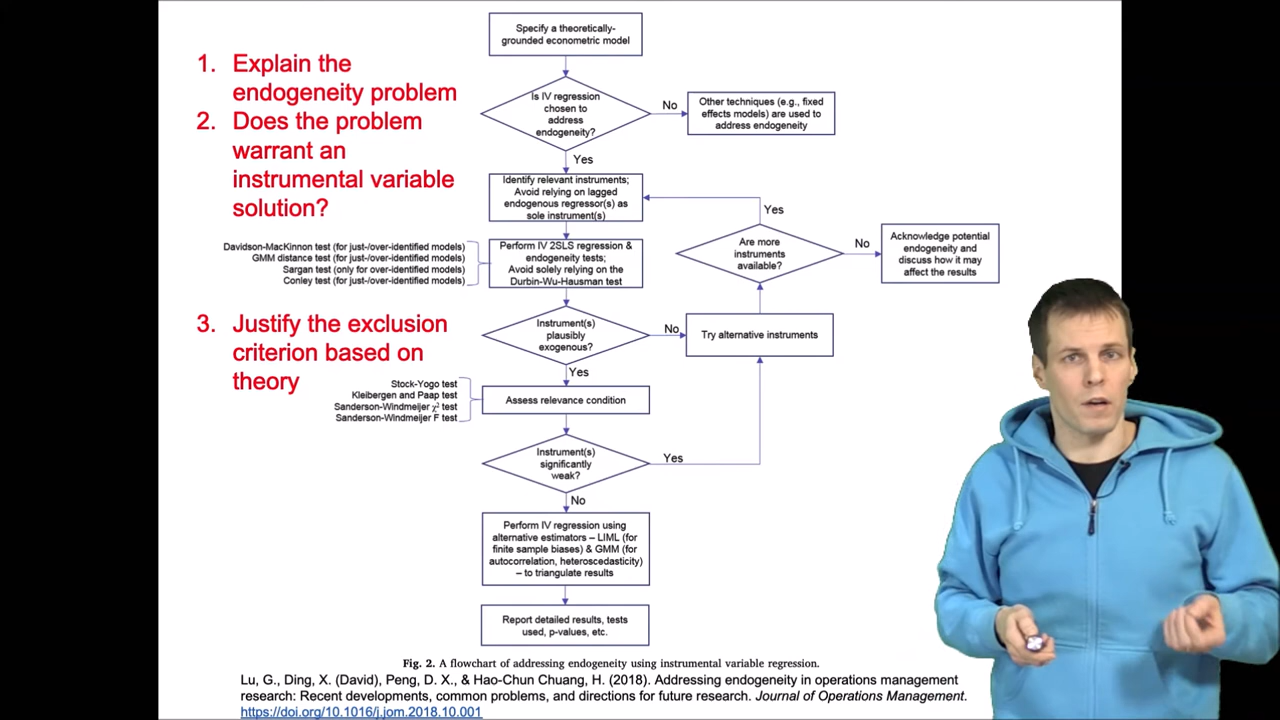 1. Explain the
endogeneity problem
2. Does the problem
warrant an
instrumental variable
solution?
3. Justify the exclusion
criterion based on
theory
Specify a theoretically-
grounded econometric model
Is IV regression
chosen to
address
endogeneity?
No
Other techniques (e.g., fixed
effects models) are used to
address endogeneity
Yes
Identify relevant instruments;
Avoid relying on lagged
endogenous regressor(s) as
sole instrument(s)
Davidson-MacKinnon test (for just-/over-identified models)
GMM distance test (for just-/over-identified models)
Sargan test (only for over-identified models)
Conley test (for just-/over-identified models)
Perform IV 2SLS regression &
endogeneity tests;
Avoid solely relying on the
Durbin-Wu-Hausman test
Yes
Are more
instruments
available?
No
Acknowledge potential
endogeneity and
discuss how it may
affect the results
Instrument(s)
plausibly
exogenous?
No
Try alternative instruments
Yes
Stock-Yogo test
Kleibergen and Paap test
Sanderson-Windmeijer χ² test
Sanderson-Windmeijer F test
Assess relevance condition
Instrument(s)
significantly
weak?
Yes
No
Perform IV regression using
alternative estimators – LIML (for
finite sample biases) & GMM (for
autocorrelation, heteroscedasticity)
– to triangulate results
Report detailed results, tests
used, p-values, etc.
Fig. 2. A flowchart of addressing endogeneity using instrumental variable regression.
Lu, G., Ding, X. (David), Peng, D. X., & Hao-Chun Chuang, H. (2018). Addressing endogeneity in operations management
research: Recent developments, common problems, and directions for future research. Journal of Operations Management.
https://doi.org/10.1016/j.jom.2018.10.001